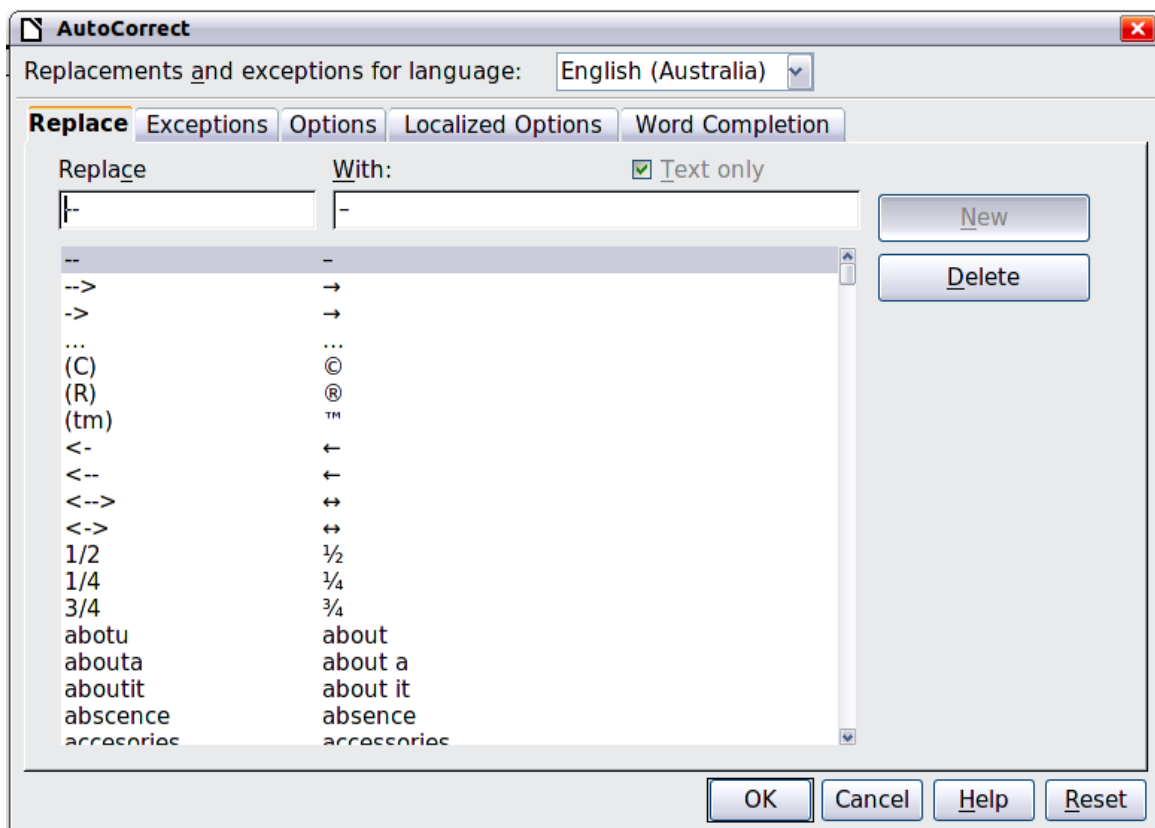 AutoCorrect
Replacements and exceptions for language: English (Australia)
Replace Exceptions Options Localized Options Word Completion
Replace With: Text only
-- – New
-- –
--> → Delete
-> →
... …
(C) ©
(R) ®
(tm) ™
<- ←
<-- ←
<--> ↔
<-> ↔
1/2 ½
1/4 ¼
3/4 ¾
abotu about
abouta about a
aboutit about it
abscence absence
accesories accessories
OK Cancel Help Reset